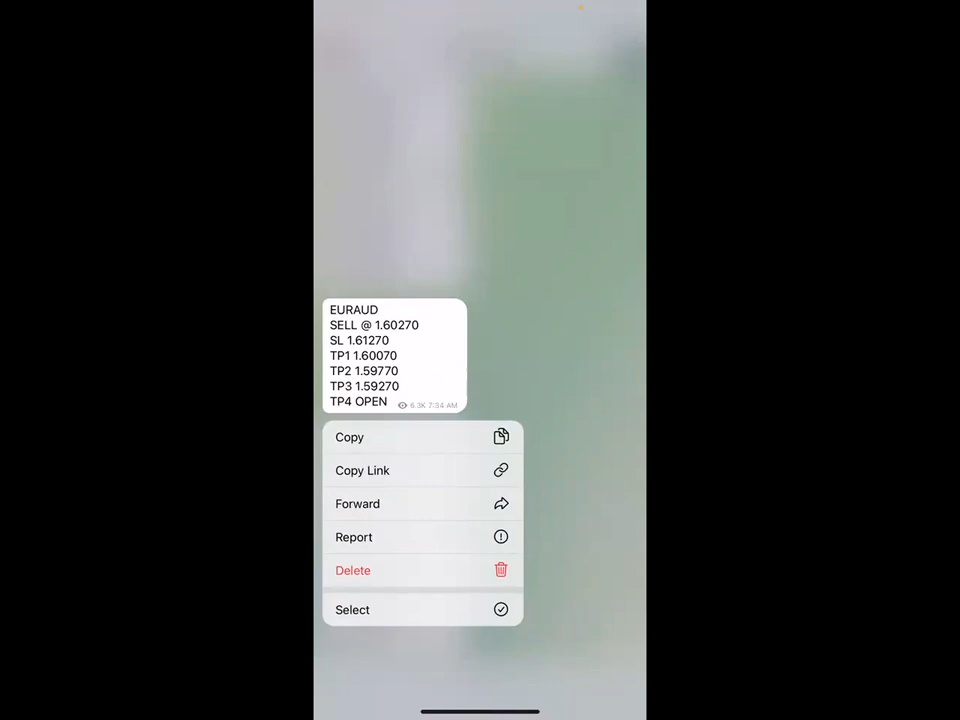 EURAUD
SELL @ 1.60270
SL 1.61270
TP1 1.60070
TP2 1.59770
TP3 1.59270
TP4 OPEN
6.3K 7:34 AM
Copy
Copy Link
Forward
Report
Delete
Select